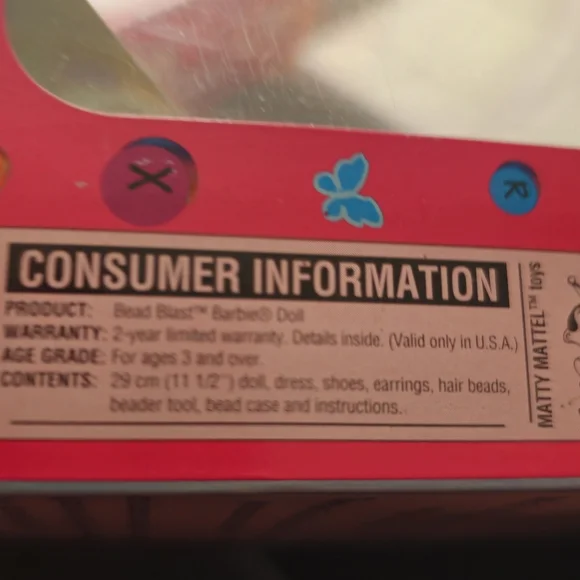 X
R
CONSUMER INFORMATION
PRODUCT: Bead Blast™ Barbie® Doll
WARRANTY: 2-year limited warranty. Details inside. (Valid only in U.S.A.)
AGE GRADE: For ages 3 and over.
CONTENTS: 29 cm (11 1/2") doll, dress, shoes, earrings, hair beads,
beader tool, bead case and instructions.
MATTY MATTEL™ toys